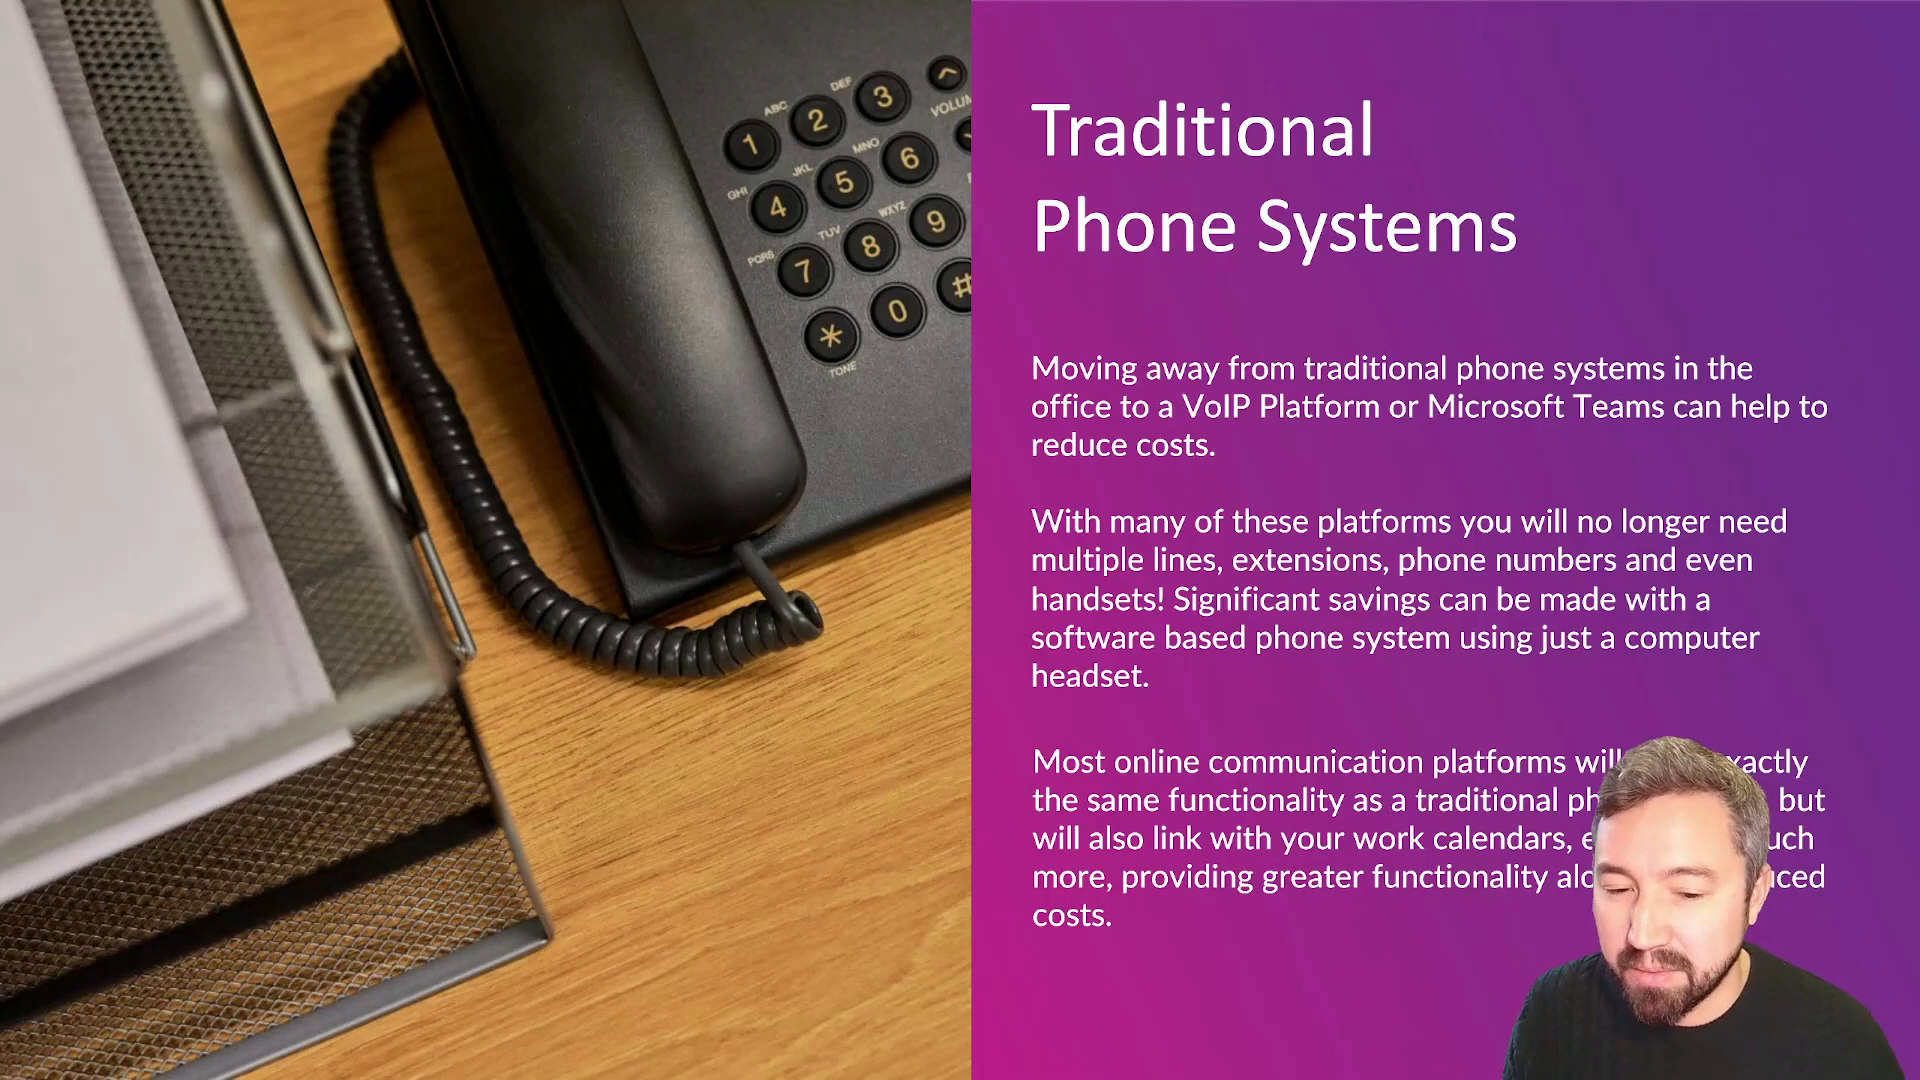 ABC
DEF
1
2
3
VOLUM
GHI
JKL
MNO
4
5
6
PQRS
TUV
WXYZ
7
8
9
*
0
#
TONE
Traditional
Phone Systems
Moving away from traditional phone systems in the
office to a VoIP Platform or Microsoft Teams can help to
reduce costs.
With many of these platforms you will no longer need
multiple lines, extensions, phone numbers and even
handsets! Significant savings can be made with a
software based phone system using just a computer
headset.
Most online communication platforms will
the same functionality as a traditional but
will also link with your work calendars,
more, providing greater functionality
costs.